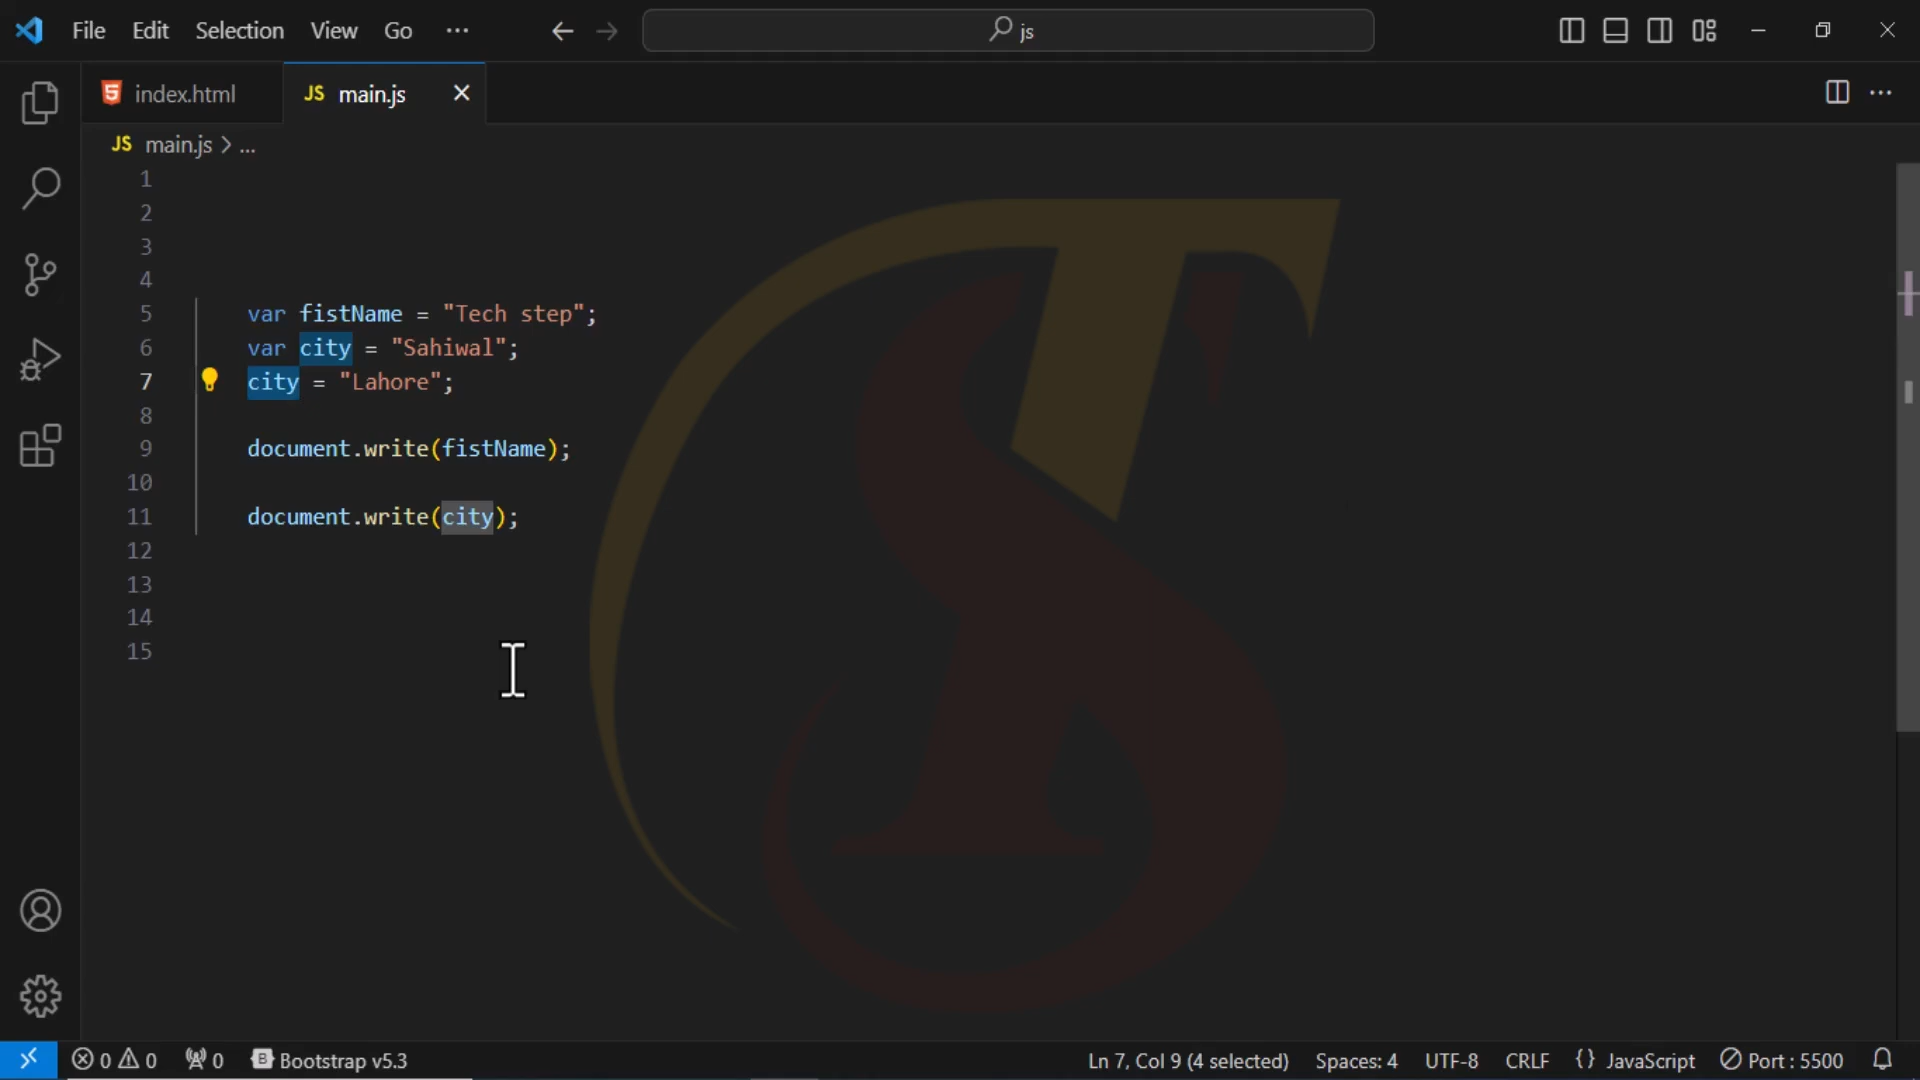 File Edit Selection View Go ··· js
index.html JS main.js
JS main.js > ...
1
2
3
4
5 var fistName = "Tech step";
6 var city = "Sahiwal";
7 city = "Lahore";
8
9 document.write(fistName);
10
11 document.write(city);
12
13
14
15
0 0 0 B Bootstrap v5.3 Ln 7, Col 9 (4 selected) Spaces: 4 UTF-8 CRLF {} JavaScript Port : 5500